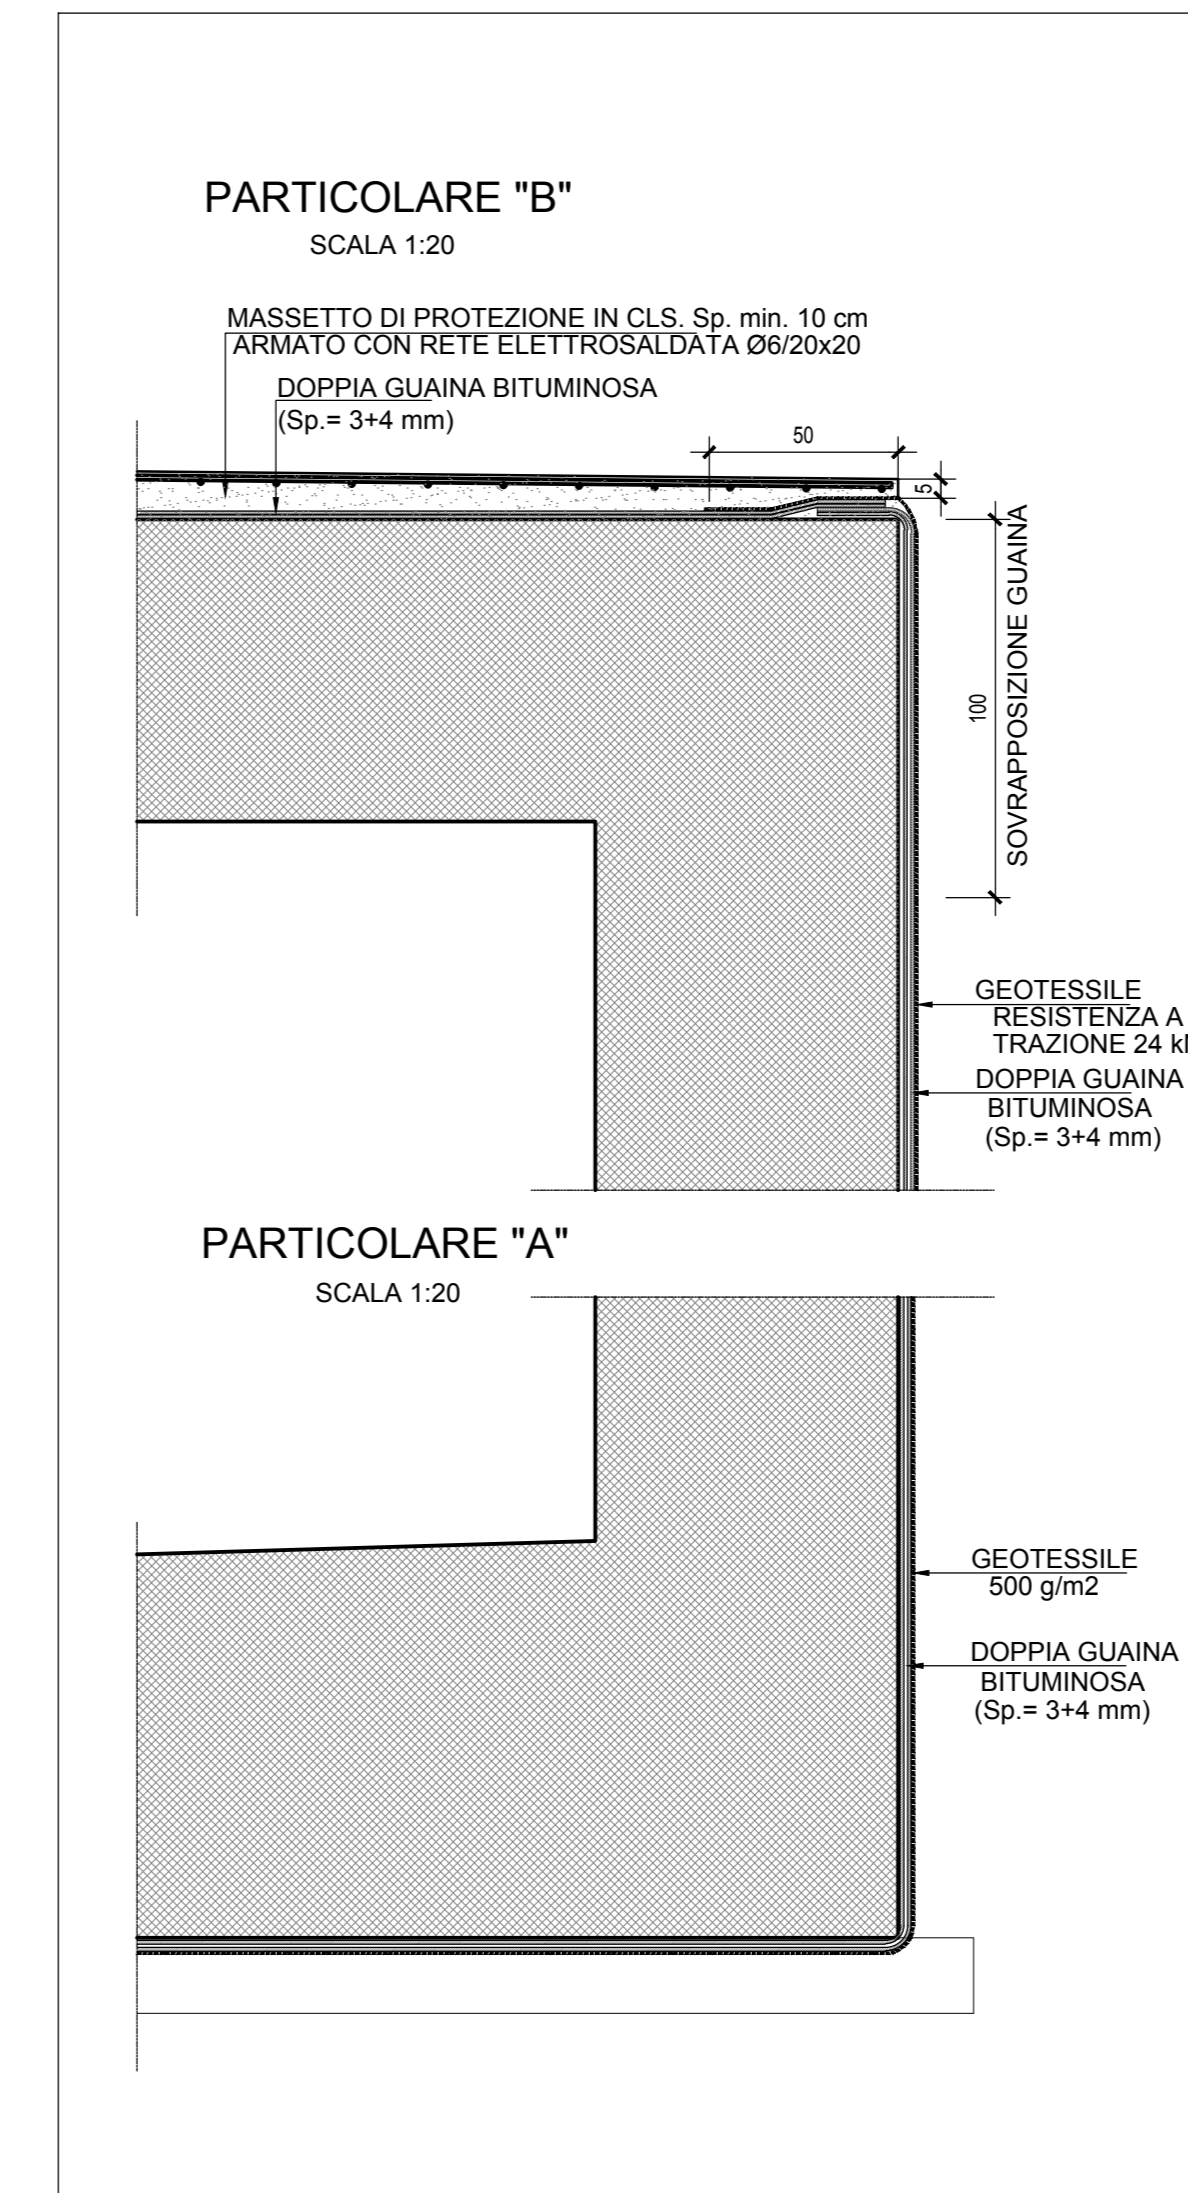 PARTICOLARE "B"
SCALA 1:20
MASSETTO DI PROTEZIONE IN CLS. Sp. min. 10 cm
ARMATO CON RETE ELETTROSALDATA Ø6/20x20
DOPPIA GUAINA BITUMINOSA
(Sp.= 3+4 mm)
50
5
100
SOVRAPPOSIZIONE GUAINA
GEOTESSILE
RESISTENZA A
TRAZIONE 24
DOPPIA GUAINA
BITUMINOSA
(Sp.= 3+4 mm)
PARTICOLARE "A"
SCALA 1:20
GEOTESSILE
500 g/m2
DOPPIA GUAINA
BITUMINOSA
(Sp.= 3+4 mm)